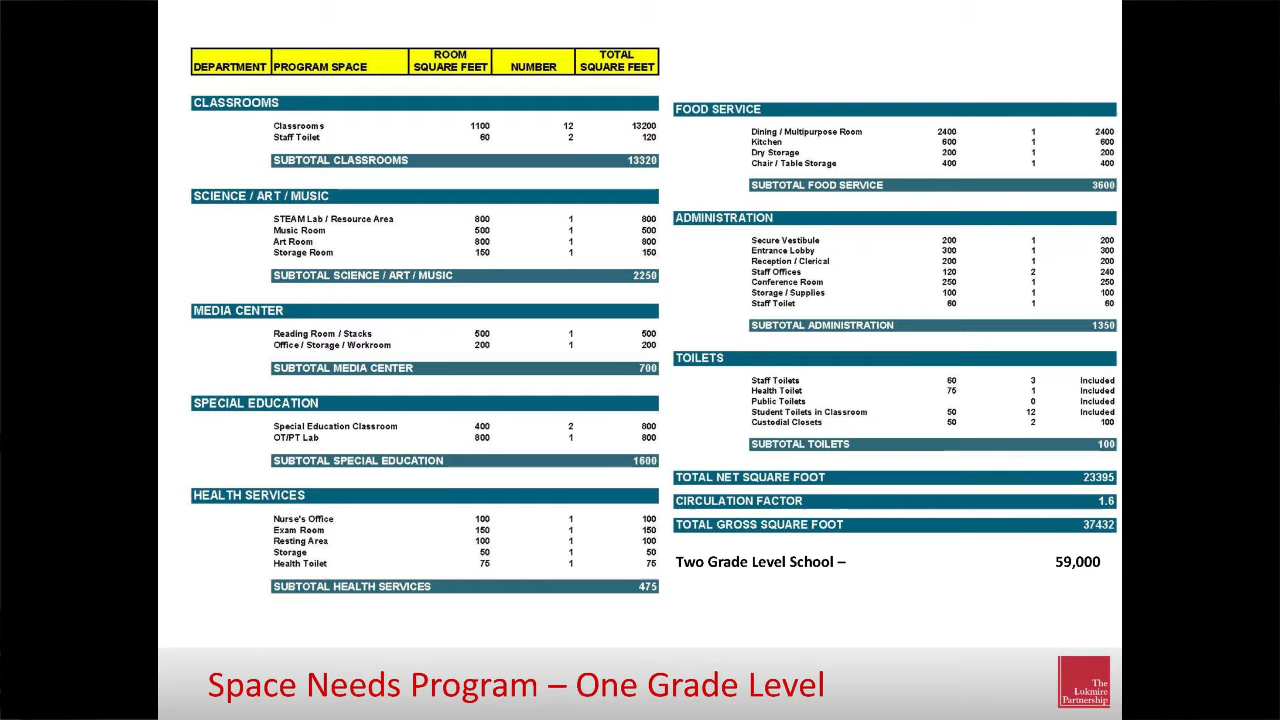 DEPARTMENT PROGRAM SPACE ROOM SQUARE FEET NUMBER TOTAL SQUARE FEET
CLASSROOMS
Classrooms 1100 12 13200
Staff Toilet 60 2 120
SUBTOTAL CLASSROOMS 13320
SCIENCE / ART / MUSIC
STEAM Lab / Resource Area 800 1 800
Music Room 500 1 500
Art Room 800 1 800
Storage Room 150 1 150
SUBTOTAL SCIENCE / ART / MUSIC 2250
MEDIA CENTER
Reading Room / Stacks 500 1 500
Office / Storage / Workroom 200 1 200
SUBTOTAL MEDIA CENTER 700
SPECIAL EDUCATION
Special Education Classroom 400 2 800
OT/PT Lab 800 1 800
SUBTOTAL SPECIAL EDUCATION 1600
HEALTH SERVICES
Nurse's Office 100 1 100
Exam Room 150 1 150
Resting Area 100 1 100
Storage 50 1 50
Health Toilet 75 1 75
SUBTOTAL HEALTH SERVICES 475
FOOD SERVICE
Dining / Multipurpose Room 2400 1 2400
Kitchen 600 1 600
Dry Storage 200 1 200
Chair / Table Storage 400 1 400
SUBTOTAL FOOD SERVICE 3600
ADMINISTRATION
Secure Vestibule 200 1 200
Entrance Lobby 300 1 300
Reception / Clerical 200 1 200
Staff Offices 120 2 240
Conference Room 250 1 250
Storage / Supplies 100 1 100
Staff Toilet 60 1 60
SUBTOTAL ADMINISTRATION 1350
TOILETS
Staff Toilets 60 3 Included
Health Toilet 75 1 Included
Public Toilets 0 Included
Student Toilets in Classroom 50 12 Included
Custodial Closets 50 2 100
SUBTOTAL TOILETS 100
TOTAL NET SQUARE FOOT 23395
CIRCULATION FACTOR 1.6
TOTAL GROSS SQUARE FOOT 37432
Two Grade Level School – 59,000
Space Needs Program – One Grade Level
The
Lukmire
Partnership